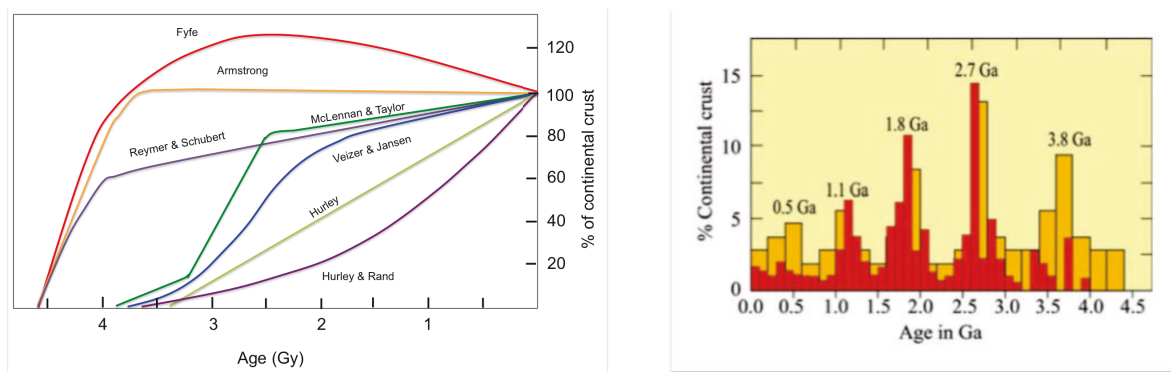 Fyfe
Armstrong
McLennan & Taylor
Reymer & Schubert
Veizer & Jansen
Hurley
Hurley & Rand
120
100
80
60
40
20
% of continental crust
4
3
2
1
Age (Gy)
% Continental crust
15
10
5
0
2.7 Ga
1.8 Ga
3.8 Ga
1.1 Ga
0.5 Ga
0.0 0.5 1.0 1.5 2.0 2.5 3.0 3.5 4.0 4.5
Age in Ga